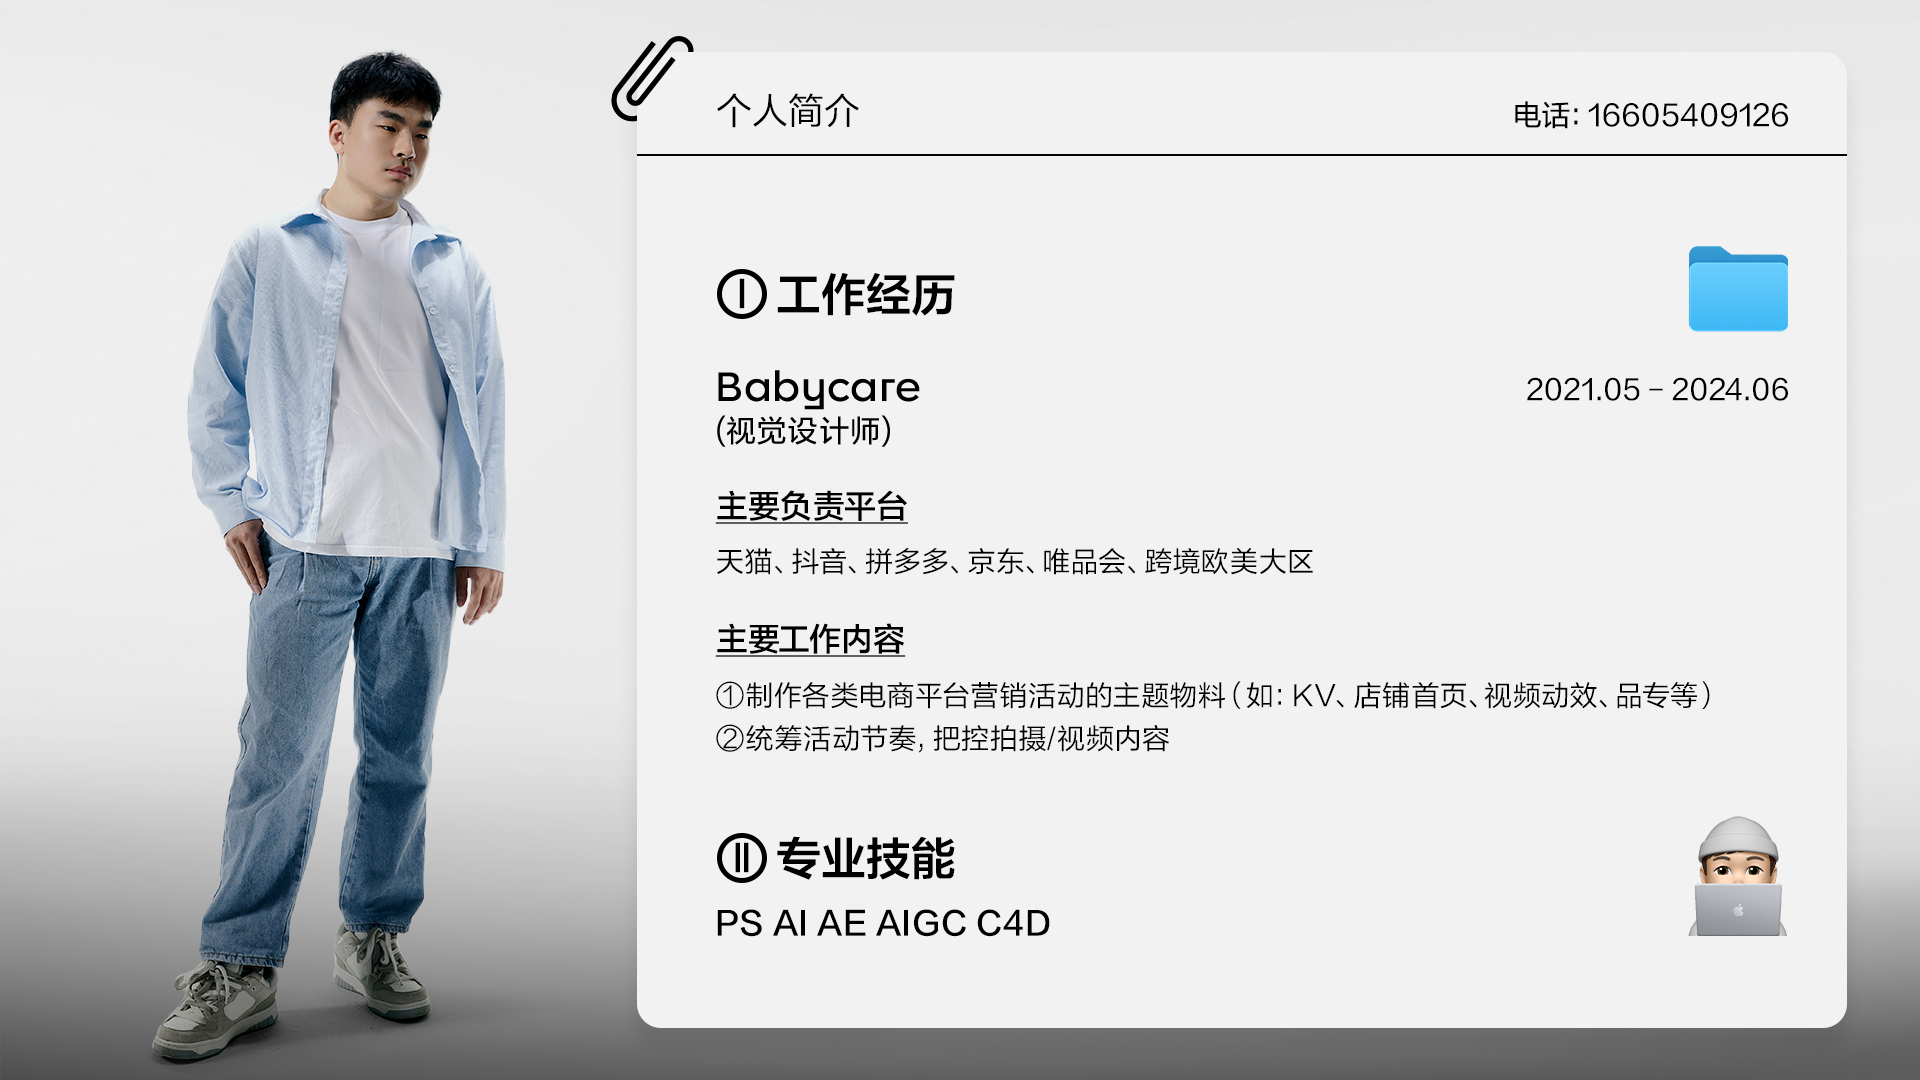 个人简介
电话: 16605409126
Ⅰ 工作经历
Babycare
2021.05 – 2024.06
(视觉设计师)
主要负责平台
天猫、抖音、拼多多、京东、唯品会、跨境欧美大区
主要工作内容
①制作各类电商平台营销活动的主题物料(如: KV、店铺首页、视频动效、品专等)
②统筹活动节奏, 把控拍摄/视频内容
Ⅱ 专业技能
PS AI AE AIGC C4D